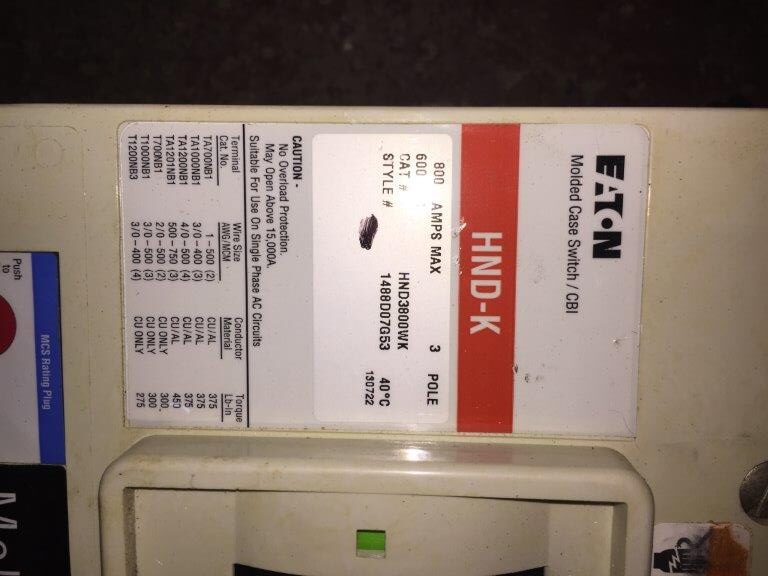 EATON
Molded Case Switch / CBI
HND-K
800 AMPS MAX 3 POLE
600 40°C
CAT # HND3800WK
STYLE # 1488D07G53 130722
CAUTION -
No Overload Protection.
May Open Above 15,000A.
Suitable For Use On Single Phase AC Circuits
Terminal Wire Size Conductor Torque
Cat. No. AWG/MCM Material Lb-In
TA700NB1 1 – 500 (2) CU/AL 375
TA1000NB1 3/0 – 400 (3) CU/AL 375
TA1200NB1 4/0 – 500 (4) CU/AL 375
TA1201NB1 500 – 750 (3) CU/AL 450
T700NB1 2/0 – 500 (2) CU ONLY 300
T1000NB1 3/0 – 500 (3) CU ONLY 300
T1200NB3 3/0 – 400 (4) CU ONLY 275
MCS Rating Plug
Push
to